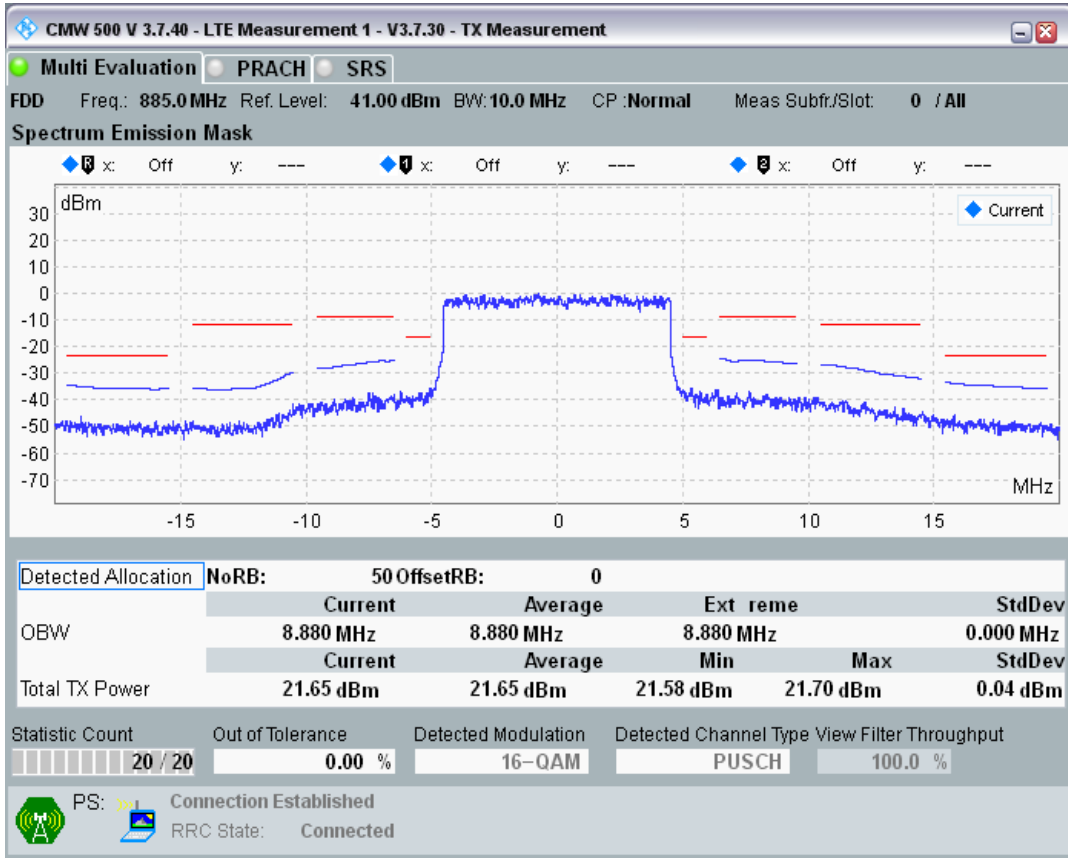 CMW 500 V 3.7.40 - LTE Measurement 1 - V3.7.30 - TX Measurement
Multi Evaluation PRACH SRS
FDD Freq.: 885.0 MHz Ref. Level: 41.00 dBm BW: 10.0 MHz CP :Normal Meas Subfr./Slot: 0 / All
Spectrum Emission Mask
R x: Off y: --- 1 x: Off y: --- 2 x: Off y: ---
dBm
Current
30
20
10
0
-10
-20
-30
-40
-50
-60
-70
MHz
-15 -10 -5 0 5 10 15
Detected Allocation NoRB: 50 OffsetRB: 0
Current Average Ext reme StdDev
OBW 8.880 MHz 8.880 MHz 8.880 MHz 0.000 MHz
Current Average Min Max StdDev
Total TX Power 21.65 dBm 21.65 dBm 21.58 dBm 21.70 dBm 0.04 dBm
Statistic Count Out of Tolerance Detected Modulation Detected Channel Type View Filter Throughput
20 / 20 0.00 % 16-QAM PUSCH 100.0 %
PS: Connection Established
RRC State: Connected